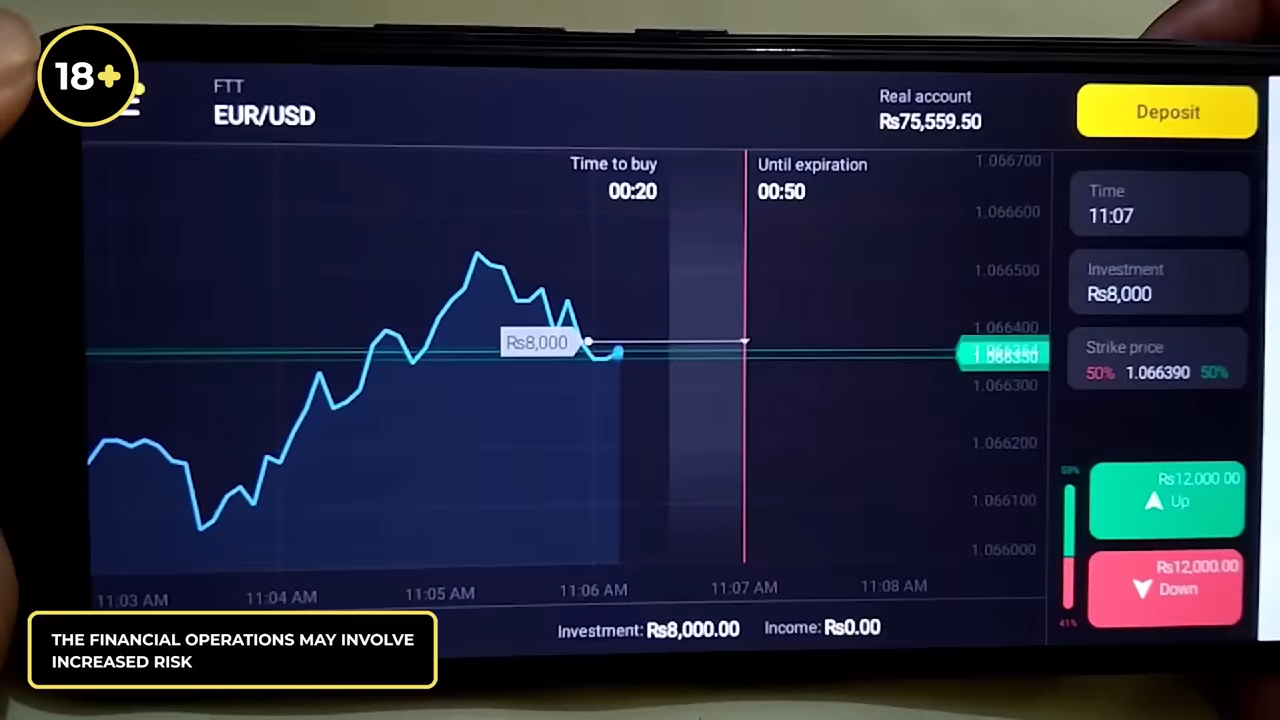 18+
FTT
EUR/USD
Real account
₨75,559.50
Deposit
Time to buy
00:20
Until expiration
00:50
1.066700
1.066600
1.066500
1.066400
1.066350
1.066300
1.066200
1.066100
1.066000
₨8,000
Time
11:07
Investment
₨8,000
Strike price
50% 1.066390 50%
59%
₨12,000.00
Up
₨12,000.00
Down
41%
11:03 AM
11:04 AM
11:05 AM
11:06 AM
11:07 AM
11:08 AM
Investment: ₨8,000.00
Income: ₨0.00
THE FINANCIAL OPERATIONS MAY INVOLVE
INCREASED RISK